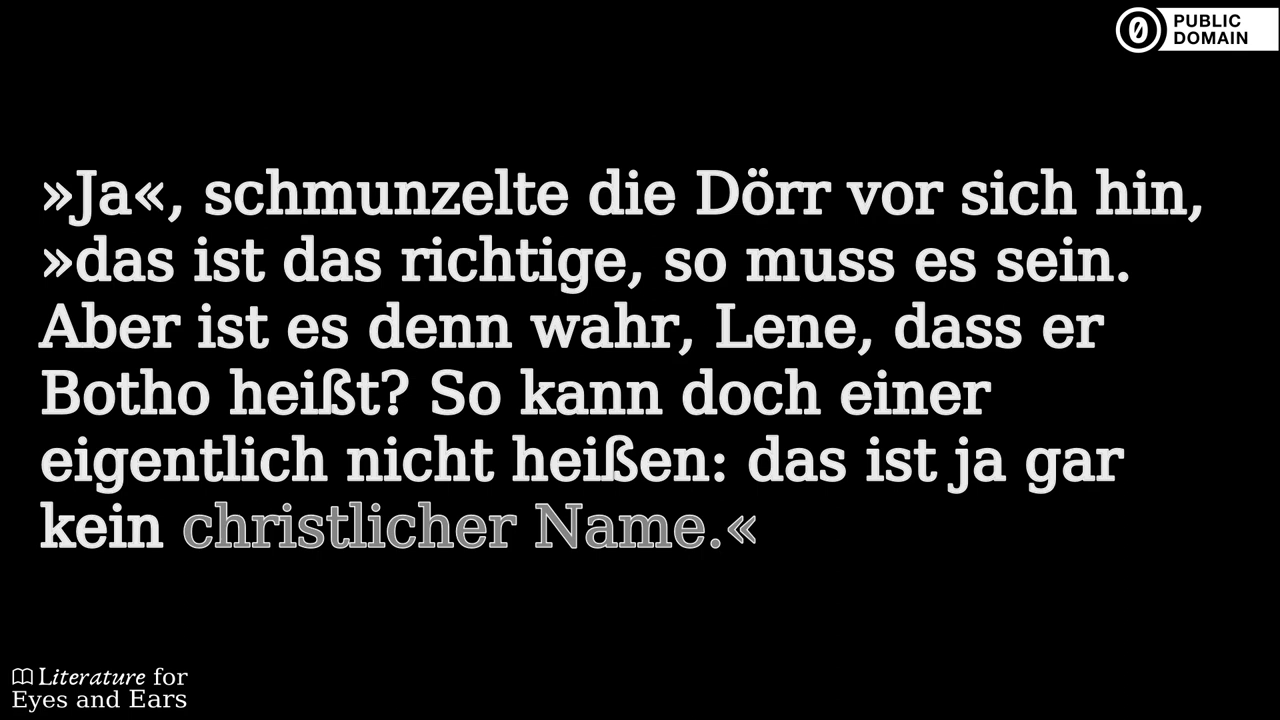 PUBLIC
DOMAIN
»Ja«, schmunzelte die Dörr vor sich hin,
»das ist das richtige, so muss es sein.
Aber ist es denn wahr, Lene, dass er
Botho heißt? So kann doch einer
eigentlich nicht heißen: das ist ja gar
kein christlicher Name.«
Literature for
Eyes and Ears